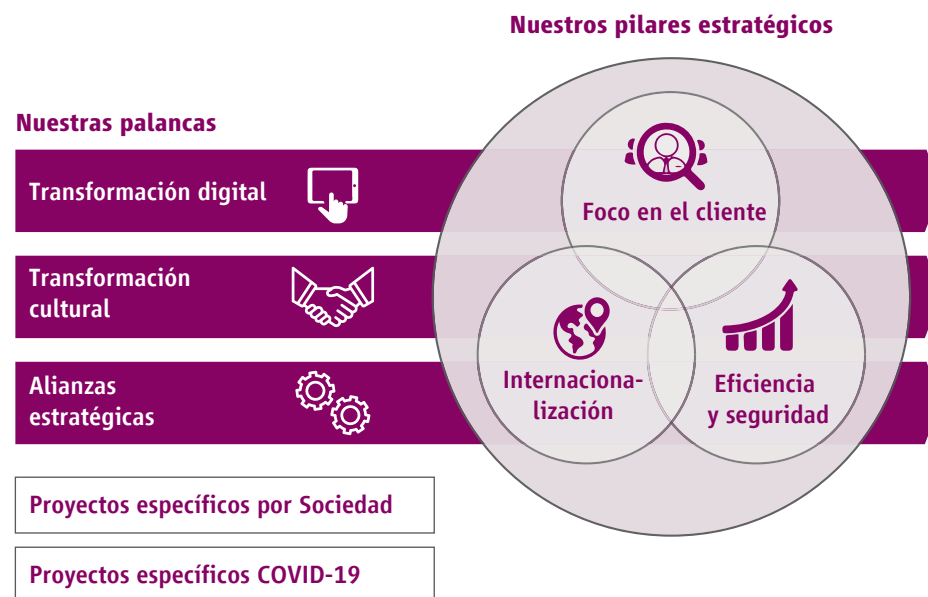 Nuestros pilares estratégicos
Nuestras palancas
Transformación digital
Transformación
cultural
Alianzas
estratégicas
Foco en el cliente
Internaciona-
lización
Eficiencia
y seguridad
Proyectos específicos por Sociedad
Proyectos específicos COVID-19